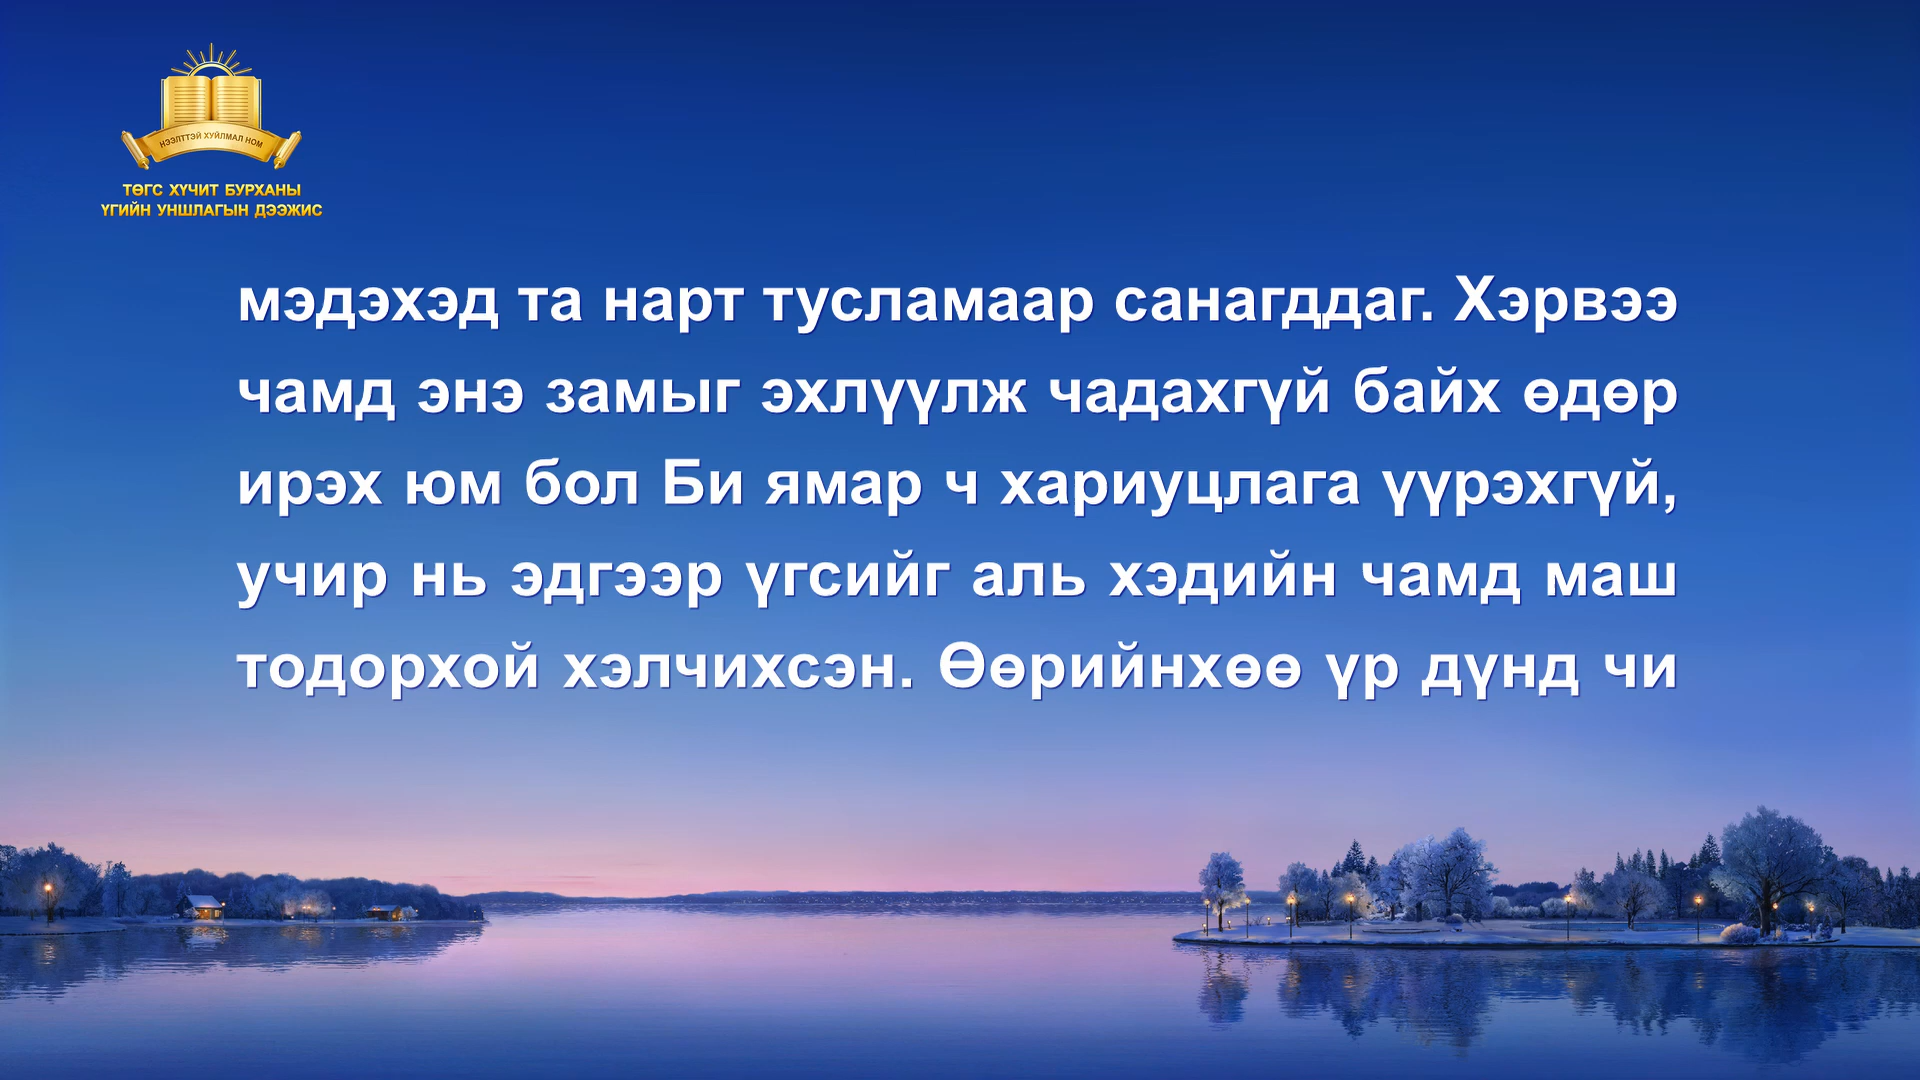 НЭЭЛТТЭЙ ХУЙЛМАЛ НОМ
ТӨГС ХҮЧИТ БУРХАНЫ
ҮГИЙН УНШЛАГЫН ДЭЭЖИС
мэдэхэд та нарт тусламаар санагддаг. Хэрвээ
чамд энэ замыг эхлүүлж чадахгүй байх өдөр
ирэх юм бол Би ямар ч хариуцлага үүрэхгүй,
учир нь эдгээр үгсийг аль хэдийн чамд маш
тодорхой хэлчихсэн. Өөрийнхөө үр дүнд чи